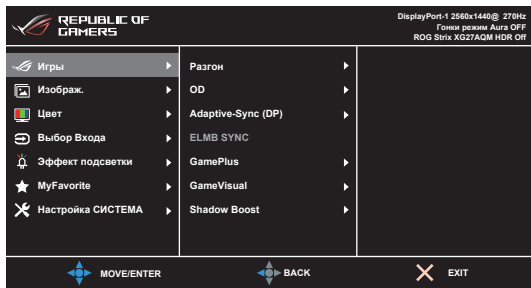 REPUBLIC OF
GAMERS
DisplayPort-1 2560x1440@ 270Hz
Гонки режим Aura OFF
ROG Strix XG27AQM HDR Off
Игры
Изображ.
Цвет
Выбор Входа
Эффект подсветки
MyFavorite
Настройка СИСТЕМА
Разгон
OD
Adaptive-Sync (DP)
ELMB SYNC
GamePlus
GameVisual
Shadow Boost
MOVE/ENTER
BACK
EXIT